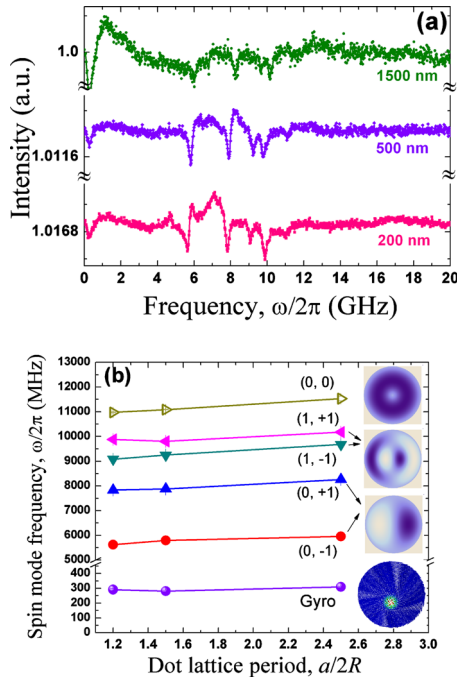 (a)
1.0
1500 nm
500 nm
1.0116
1.0168
200 nm
Intensity (a.u.)
0 2 4 6 8 10 12 14 16 18 20
Frequency, ω/2π (GHz)
(b)
13000
12000
11000
10000
9000
8000
7000
6000
5000
400
300
200
100
0
Spin mode frequency, ω/2π (MHz)
(0, 0)
(1, +1)
(1, -1)
(0, +1)
(0, -1)
Gyro
1.2 1.4 1.6 1.8 2.0 2.2 2.4 2.6 2.8 3.0
Dot lattice period, a/2R